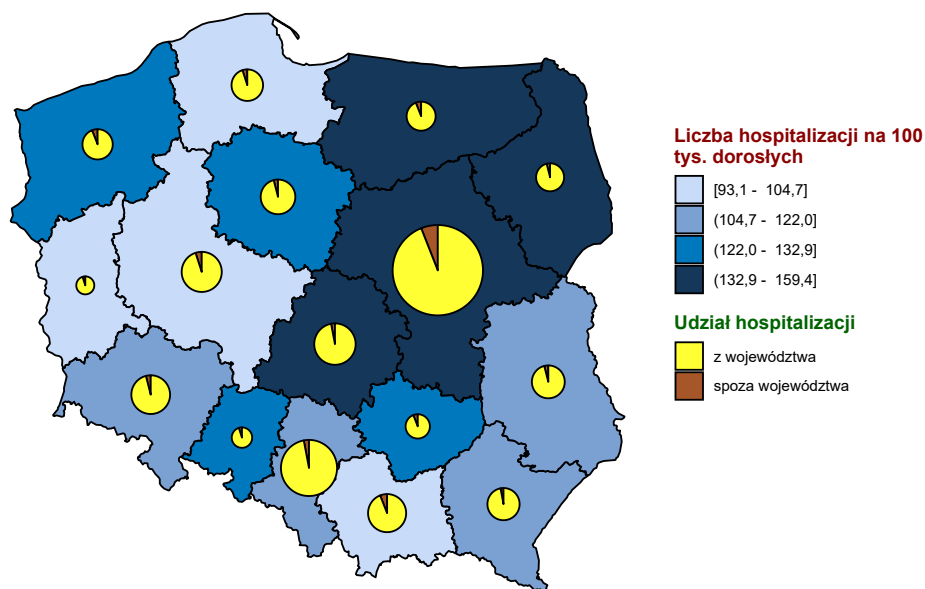 Liczba hospitalizacji na 100
tys. dorosłych
[93,1 - 104,7]
(104,7 - 122,0]
(122,0 - 132,9]
(132,9 - 159,4]
Udział hospitalizacji
z województwa
spoza województwa